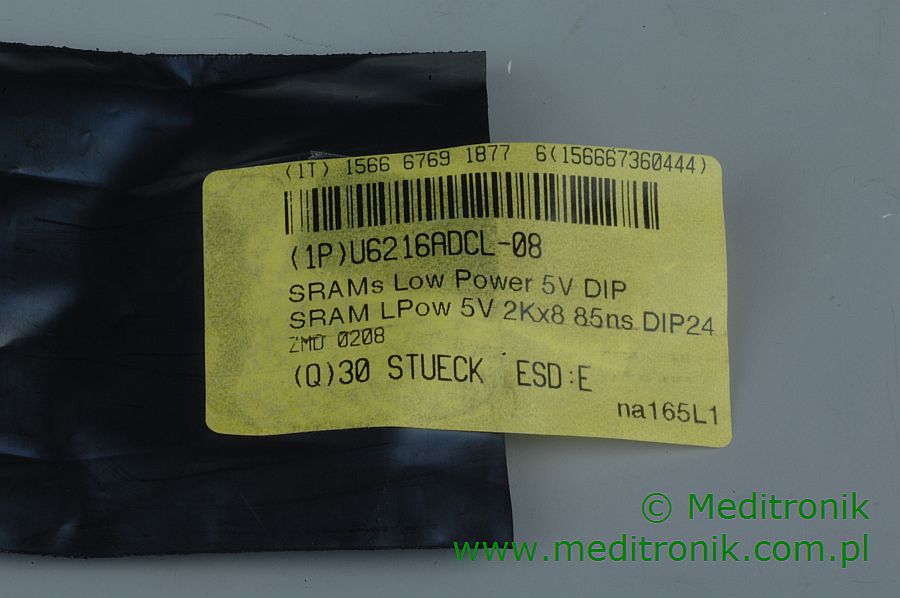 (1T) 1566 6769 1877 6(156667360444)
(1P)U6216ADCL-08
SRAMs Low Power 5V DIP
SRAM LPow 5V 2Kx8 85ns DIP24
ZMD 0208
(Q)30 STUECK ESD:E
na165L1
© Meditronik
www.meditronik.com.pl